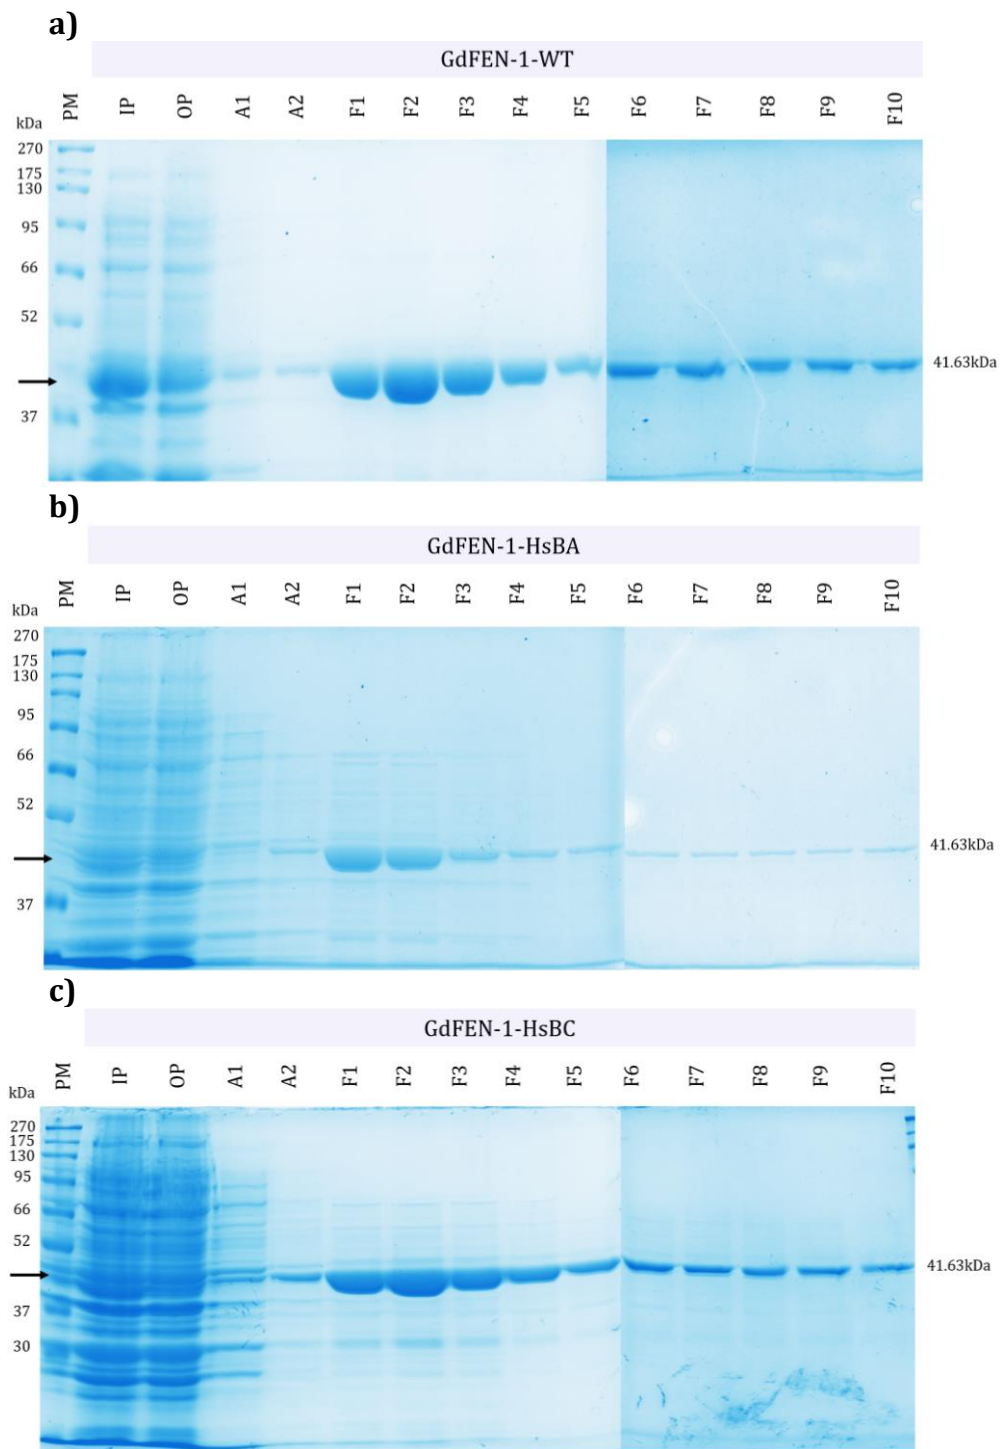 a)
GdFEN-1-WT
kDa PM IP OP A1 A2 F1 F2 F3 F4 F5 F6 F7 F8 F9 F10
270
175
130
95
66
52
41.63kDa
37
b)
GdFEN-1-HsBA
kDa PM IP OP A1 A2 F1 F2 F3 F4 F5 F6 F7 F8 F9 F10
270
175
130
95
66
52
41.63kDa
37
c)
GdFEN-1-HsBC
kDa PM IP OP A1 A2 F1 F2 F3 F4 F5 F6 F7 F8 F9 F10
270
175
130
95
66
52
41.63kDa
37
30